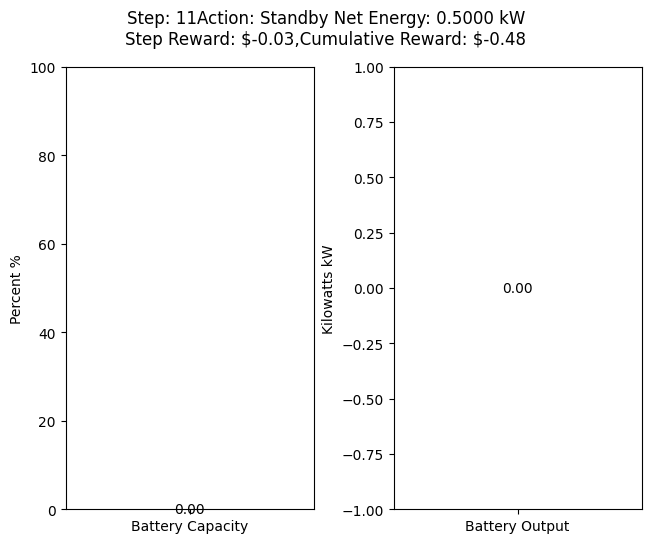 Step: 11Action: Standby Net Energy: 0.5000 kW
Step Reward: $-0.03,Cumulative Reward: $-0.48
100
80
60
40
20
0
Percent %
0.00
Battery Capacity
1.00
0.75
0.50
0.25
0.00
−0.25
−0.50
−0.75
−1.00
Kilowatts kW
0.00
Battery Output